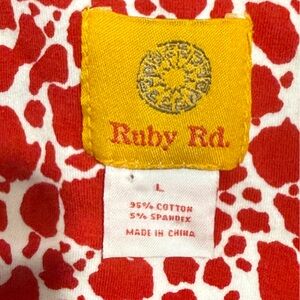 Ruby Rd.
L
95% COTTON
5% SPANDEX
MADE IN CHINA